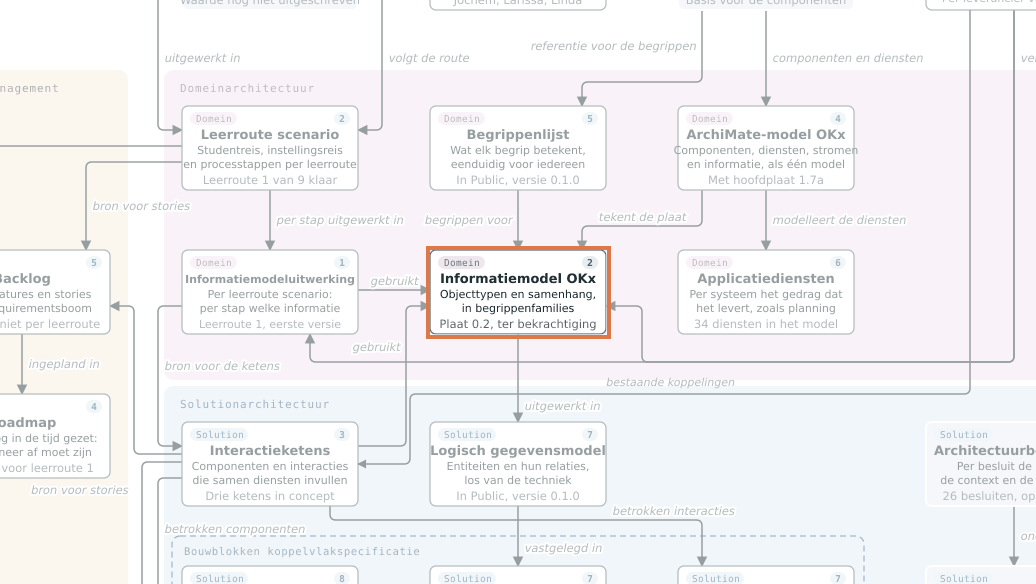 Waarde nog niet uitgeschreven
Jochem, Larissa, Linda
Basis voor de componenten
uitgewerkt in
volgt de route
referentie voor de begrippen
componenten en diensten
Domeinarchitectuur
Domein 2
Leerroute scenario
Studentreis, instellingsreis
en processtappen per leerroute
Leerroute 1 van 9 klaar
Domein 5
Begrippenlijst
Wat elk begrip betekent,
eenduidig voor iedereen
In Public, versie 0.1.0
Domein 4
ArchiMate-model OKx
Componenten, diensten, stromen
en informatie, als één model
Met hoofdplaat 1.7a
bron voor stories
per stap uitgewerkt in
begrippen voor
tekent de plaat
modelleert de diensten
5
Backlog
niet per leerroute
Domein 1
Informatiemodeluitwerking
Per leerroute scenario:
per stap welke informatie
Leerroute 1, eerste versie
gebruikt
Domein 2
Informatiemodel OKx
Objecttypen en samenhang,
in begrippenfamilies
Plaat 0.2, ter bekrachtiging
Domein 6
Applicatiediensten
Per systeem het gedrag dat
het levert, zoals planning
34 diensten in het model
gebruikt
ingepland in
bron voor de ketens
bestaande koppelingen
Solutionarchitectuur
uitgewerkt in
4
oadmap
og in de tijd gezet:
neer af moet zijn
voor leerroute 1
Solution 3
Interactieketens
Componenten en interacties
die samen diensten invullen
Drie ketens in concept
Solution 7
Logisch gegevensmodel
Entiteiten en hun relaties,
los van de techniek
In Public, versie 0.1.0
Solution
Architectuurb
Per besluit de
de context en de
26 besluiten, op
bron voor stories
betrokken interacties
betrokken componenten
Bouwblokken koppelvlakspecificatie
vastgelegd in
Solution 8
Solution 7
Solution 7
Solution